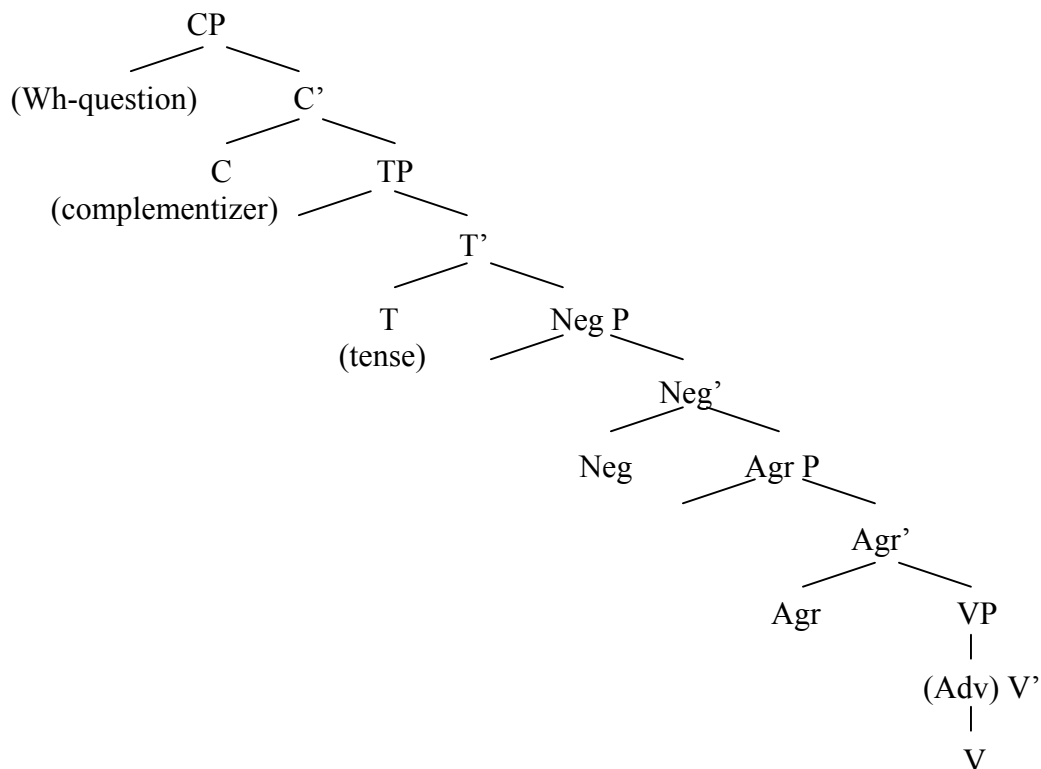 CP
(Wh-question) C’
C TP
(complementizer)
T’
T Neg P
(tense)
Neg’
Neg Agr P
Agr’
Agr VP
(Adv) V’
V